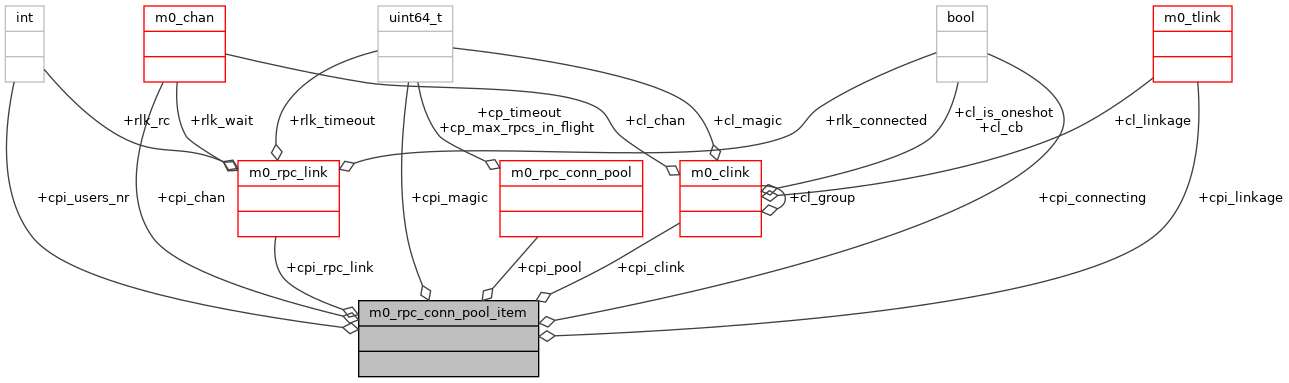 int
m0_chan
uint64_t
bool
m0_tlink
+cp_timeout
+cp_max_rpcs_in_flight
+cl_is_oneshot
+cl_cb
+rlk_rc
+rlk_wait
+rlk_timeout
+cl_chan
+cl_magic
+rlk_connected
+cl_linkage
m0_rpc_link
m0_rpc_conn_pool
m0_clink
+cpi_users_nr
+cpi_chan
+cpi_magic
+cl_group
+cpi_connecting
+cpi_linkage
+cpi_rpc_link
+cpi_pool
+cpi_clink
m0_rpc_conn_pool_item